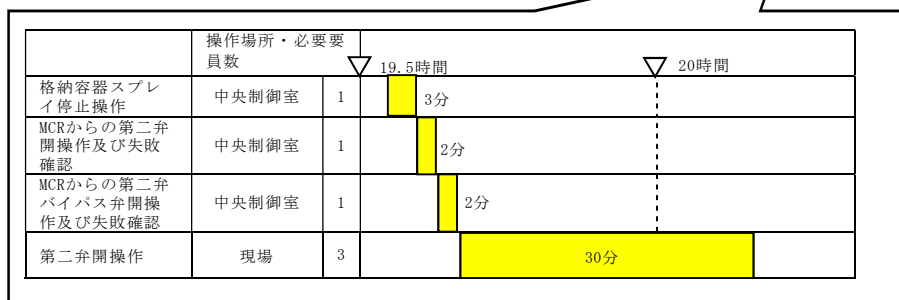 操作場所・必要要
員数
19.5時間
20時間
格納容器スプレ
イ停止操作
中央制御室
1
3分
MCRからの第二弁
開操作及び失敗
確認
中央制御室
1
2分
MCRからの第二弁
バイパス弁開操
作及び失敗確認
中央制御室
1
2分
第二弁開操作
現場
3
30分